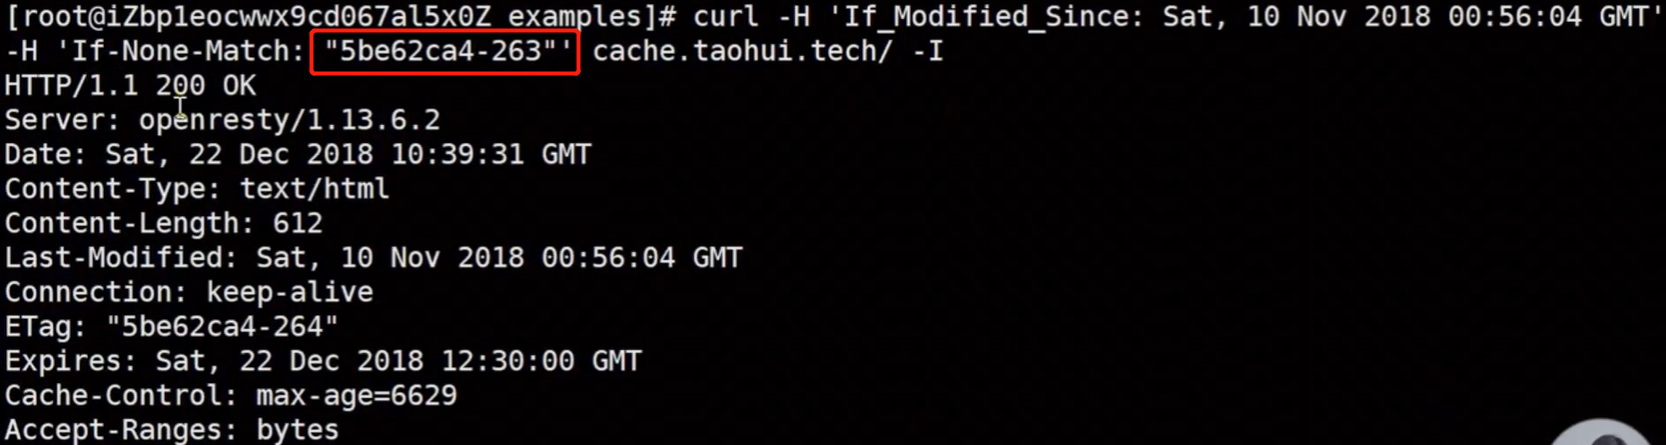 [root@iZbp1eocwwx9cd067al5x0Z examples]# curl -H 'If_Modified_Since: Sat, 10 Nov 2018 00:56:04 GMT'
-H 'If-None-Match: "5be62ca4-263"' cache.taohui.tech/ -I
HTTP/1.1 200 OK
Server: openresty/1.13.6.2
Date: Sat, 22 Dec 2018 10:39:31 GMT
Content-Type: text/html
Content-Length: 612
Last-Modified: Sat, 10 Nov 2018 00:56:04 GMT
Connection: keep-alive
ETag: "5be62ca4-264"
Expires: Sat, 22 Dec 2018 12:30:00 GMT
Cache-Control: max-age=6629
Accept-Ranges: bytes